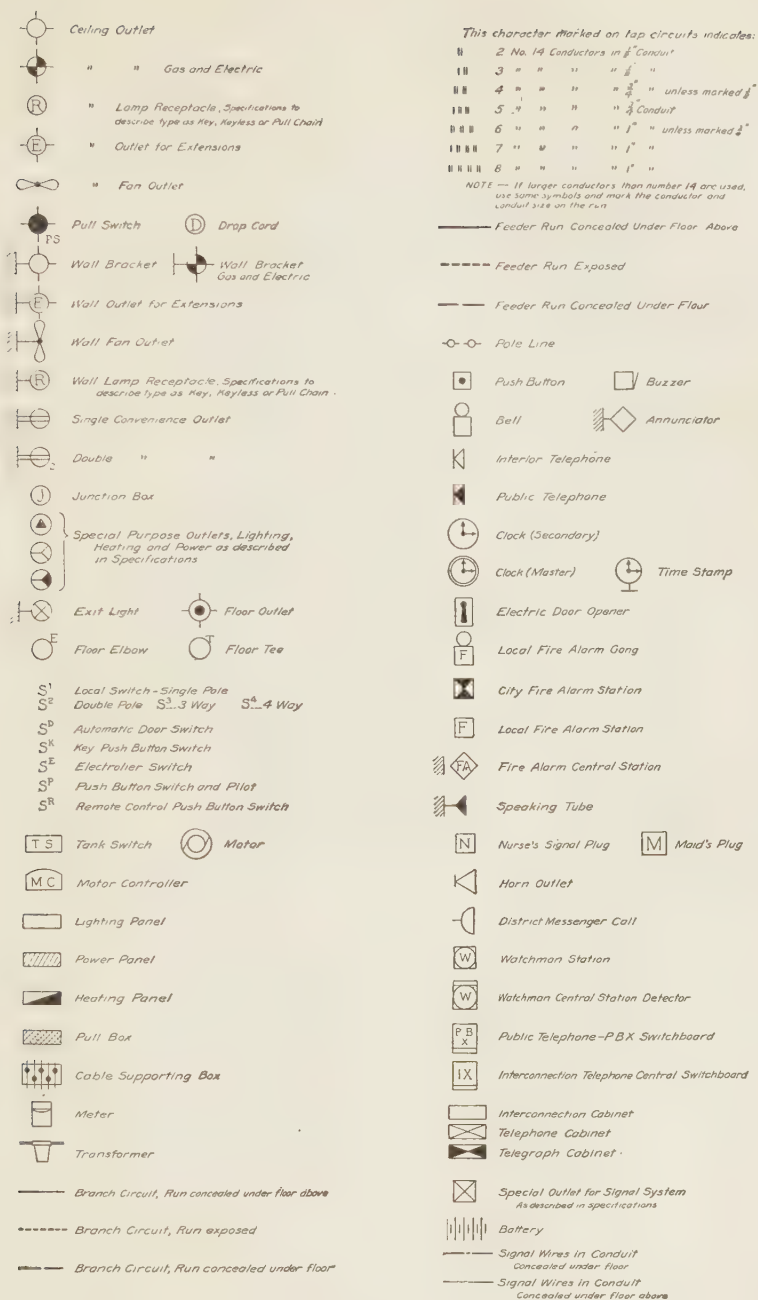 Ceiling Outlet
" " Gas and Electric
R " Lamp Receptacle, Specifications to
describe type as Key, Keyless or Pull Chain
E " Outlet for Extensions
" Fan Outlet
PS Pull Switch D Drop Cord
Wall Bracket Wall Bracket
Gas and Electric
E Wall Outlet for Extensions
Wall Fan Outlet
R Wall Lamp Receptacle, Specifications to
describe type as Key, Keyless or Pull Chain.
Single Convenience Outlet
2 Double " "
J Junction Box
Special Purpose Outlets, Lighting,
Heating and Power as described
in Specifications
Exit Light Floor Outlet
E Floor Elbow T Floor Tee
S¹ Local Switch - Single Pole
S² Double Pole S³ 3 Way S⁴ 4 Way
Sᴰ Automatic Door Switch
Sᴷ Key Push Button Switch
Sᴱ Electrolier Switch
Sᴾ Push Button Switch and Pilot
Sᴿ Remote Control Push Button Switch
TS Tank Switch Motor
MC Motor Controller
Lighting Panel
Power Panel
Heating Panel
Pull Box
Cable Supporting Box
Meter
Transformer
Branch Circuit, Run concealed under floor above
Branch Circuit, Run exposed
Branch Circuit, Run concealed under floor
This character marked on tap circuits indicates:
2 No. 14 Conductors in ½" Conduit
3 " " " " ½" "
4 " " " " ¾" " unless marked ½"
5 " " " " ¾" Conduit
6 " " " " 1" " unless marked ¾"
7 " " " " 1" "
8 " " " " 1" "
NOTE — If larger conductors than number 14 are used,
use same symbols and mark the conductor and
conduit size on the run
Feeder Run Concealed Under Floor Above
Feeder Run Exposed
Feeder Run Concealed Under Floor
Pole Line
Push Button Buzzer
Bell Annunciator
Interior Telephone
Public Telephone
Clock (Secondary)
Clock (Master) Time Stamp
Electric Door Opener
F Local Fire Alarm Gong
City Fire Alarm Station
F Local Fire Alarm Station
FA Fire Alarm Central Station
Speaking Tube
N Nurse's Signal Plug M Maid's Plug
Horn Outlet
District Messenger Call
W Watchman Station
W Watchman Central Station Detector
PBX Public Telephone-PBX Switchboard
IX Interconnection Telephone Central Switchboard
Interconnection Cabinet
Telephone Cabinet
Telegraph Cabinet
Special Outlet for Signal System
As described in specifications
Battery
Signal Wires in Conduit
Concealed under floor
Signal Wires in Conduit
Concealed under floor above